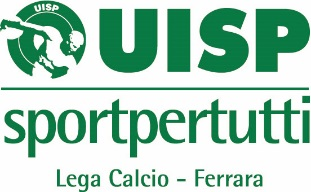 UISP
UISP
sportpertutti
Lega Calcio - Ferrara